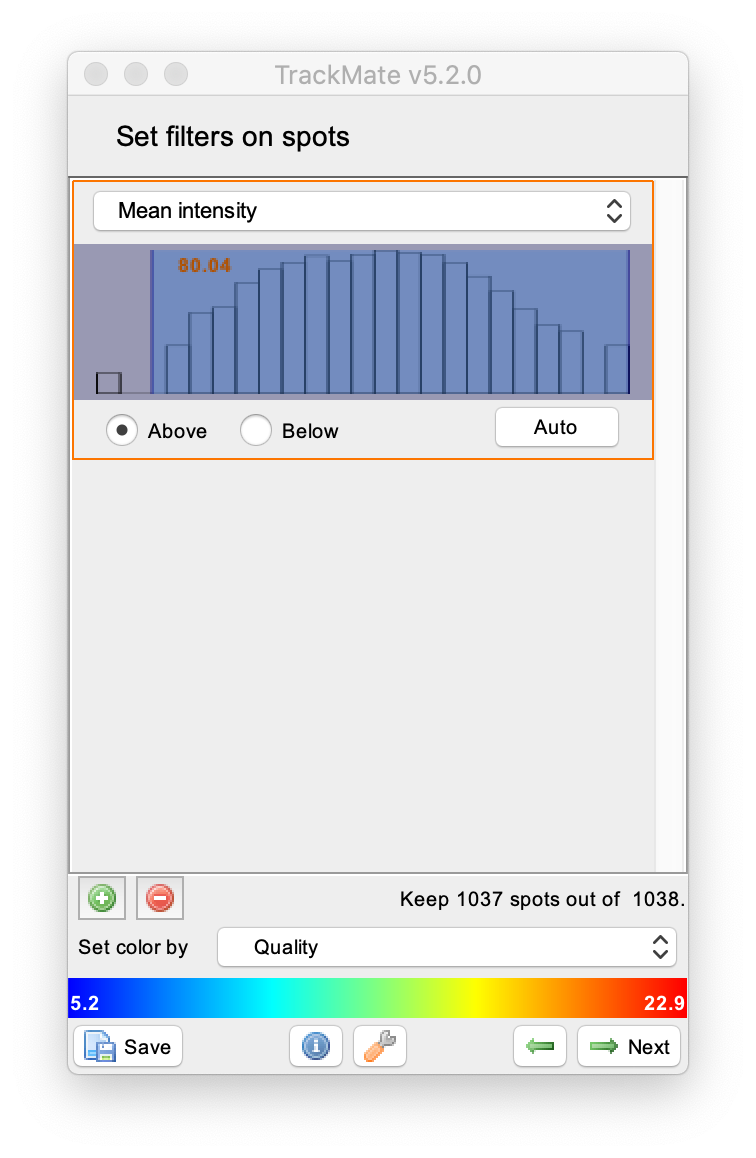 TrackMate v5.2.0
Set filters on spots
Mean intensity
80.04
Above Below Auto
Keep 1037 spots out of 1038.
Set color by Quality
5.2 22.9
Save Next